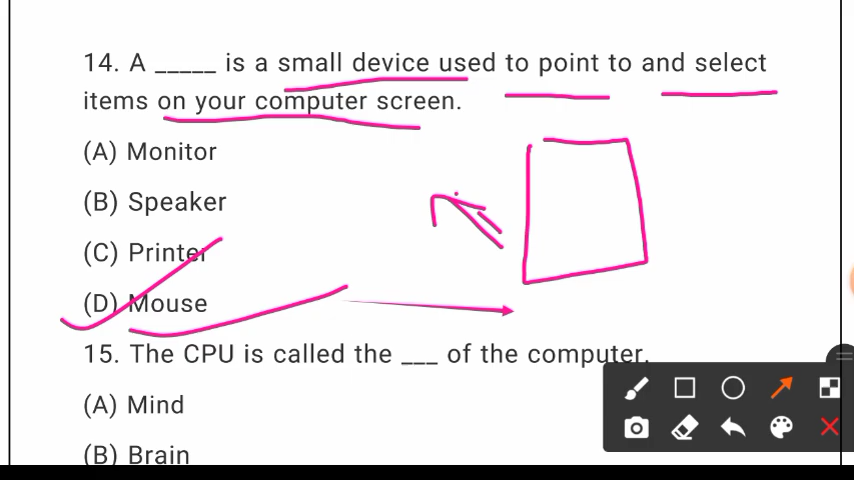 14. A _____ is a small device used to point to and select
items on your computer screen.
(A) Monitor
(B) Speaker
(C) Printer
(D) Mouse
15. The CPU is called the ___ of the computer.
(A) Mind
(B) Brain